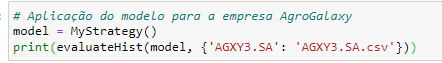 # Aplicação do modelo para a empresa AgroGalaxy
model = MyStrategy()
print(evaluateHist(model, {'AGXY3.SA': 'AGXY3.SA.csv'}))